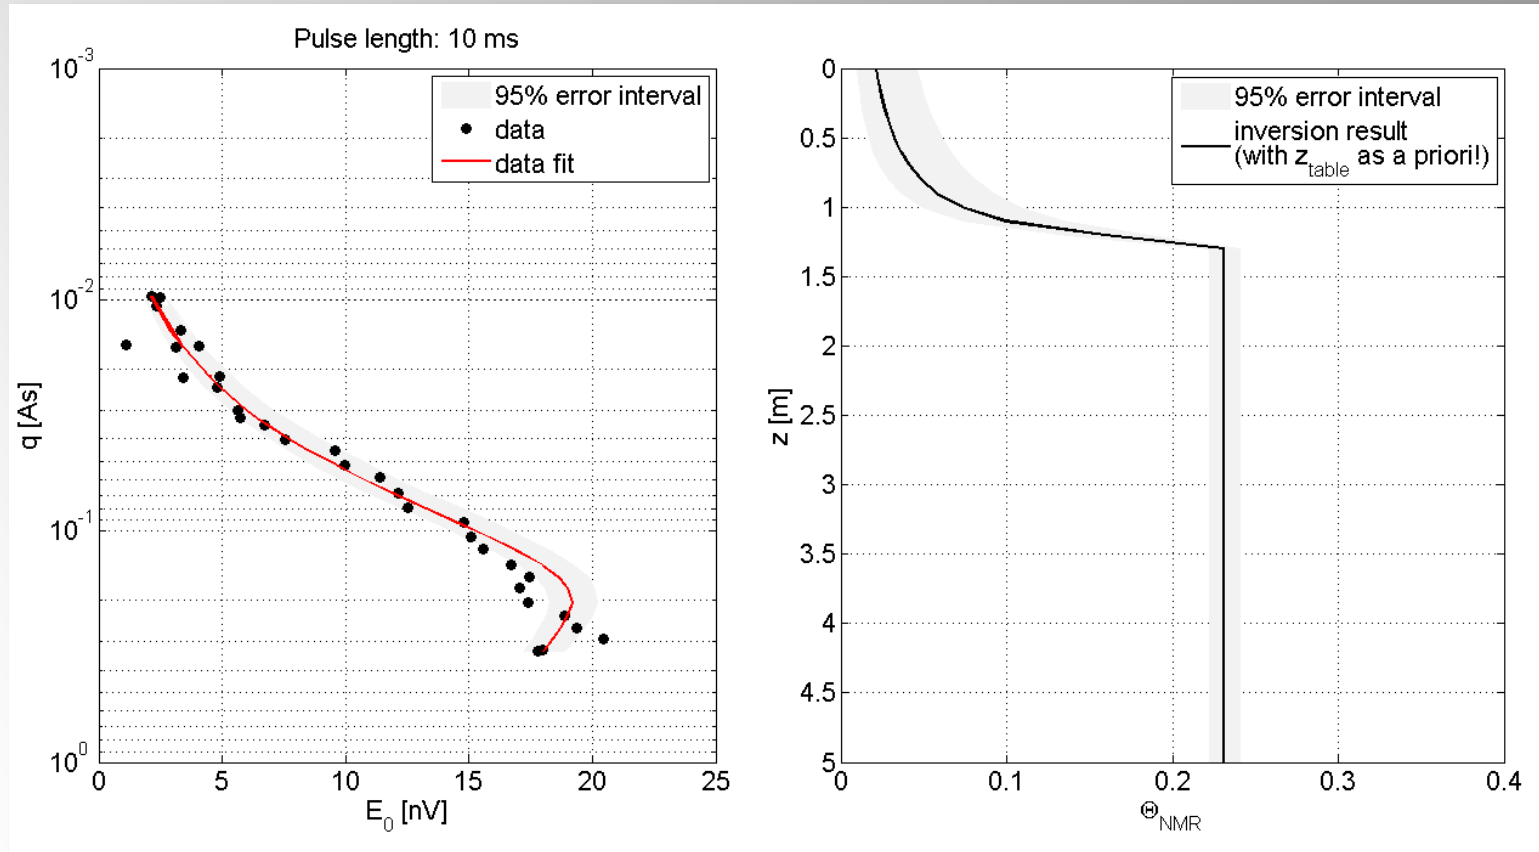 Pulse length: 10 ms
10^-3
10^-2
10^-1
10^0
q [As]
0 5 10 15 20 25
E_0 [nV]
95% error interval
data
data fit
0
0.5
1
1.5
2
2.5
3
3.5
4
4.5
5
z [m]
0 0.1 0.2 0.3 0.4
Θ_NMR
95% error interval
inversion result
(with z_table as a priori!)